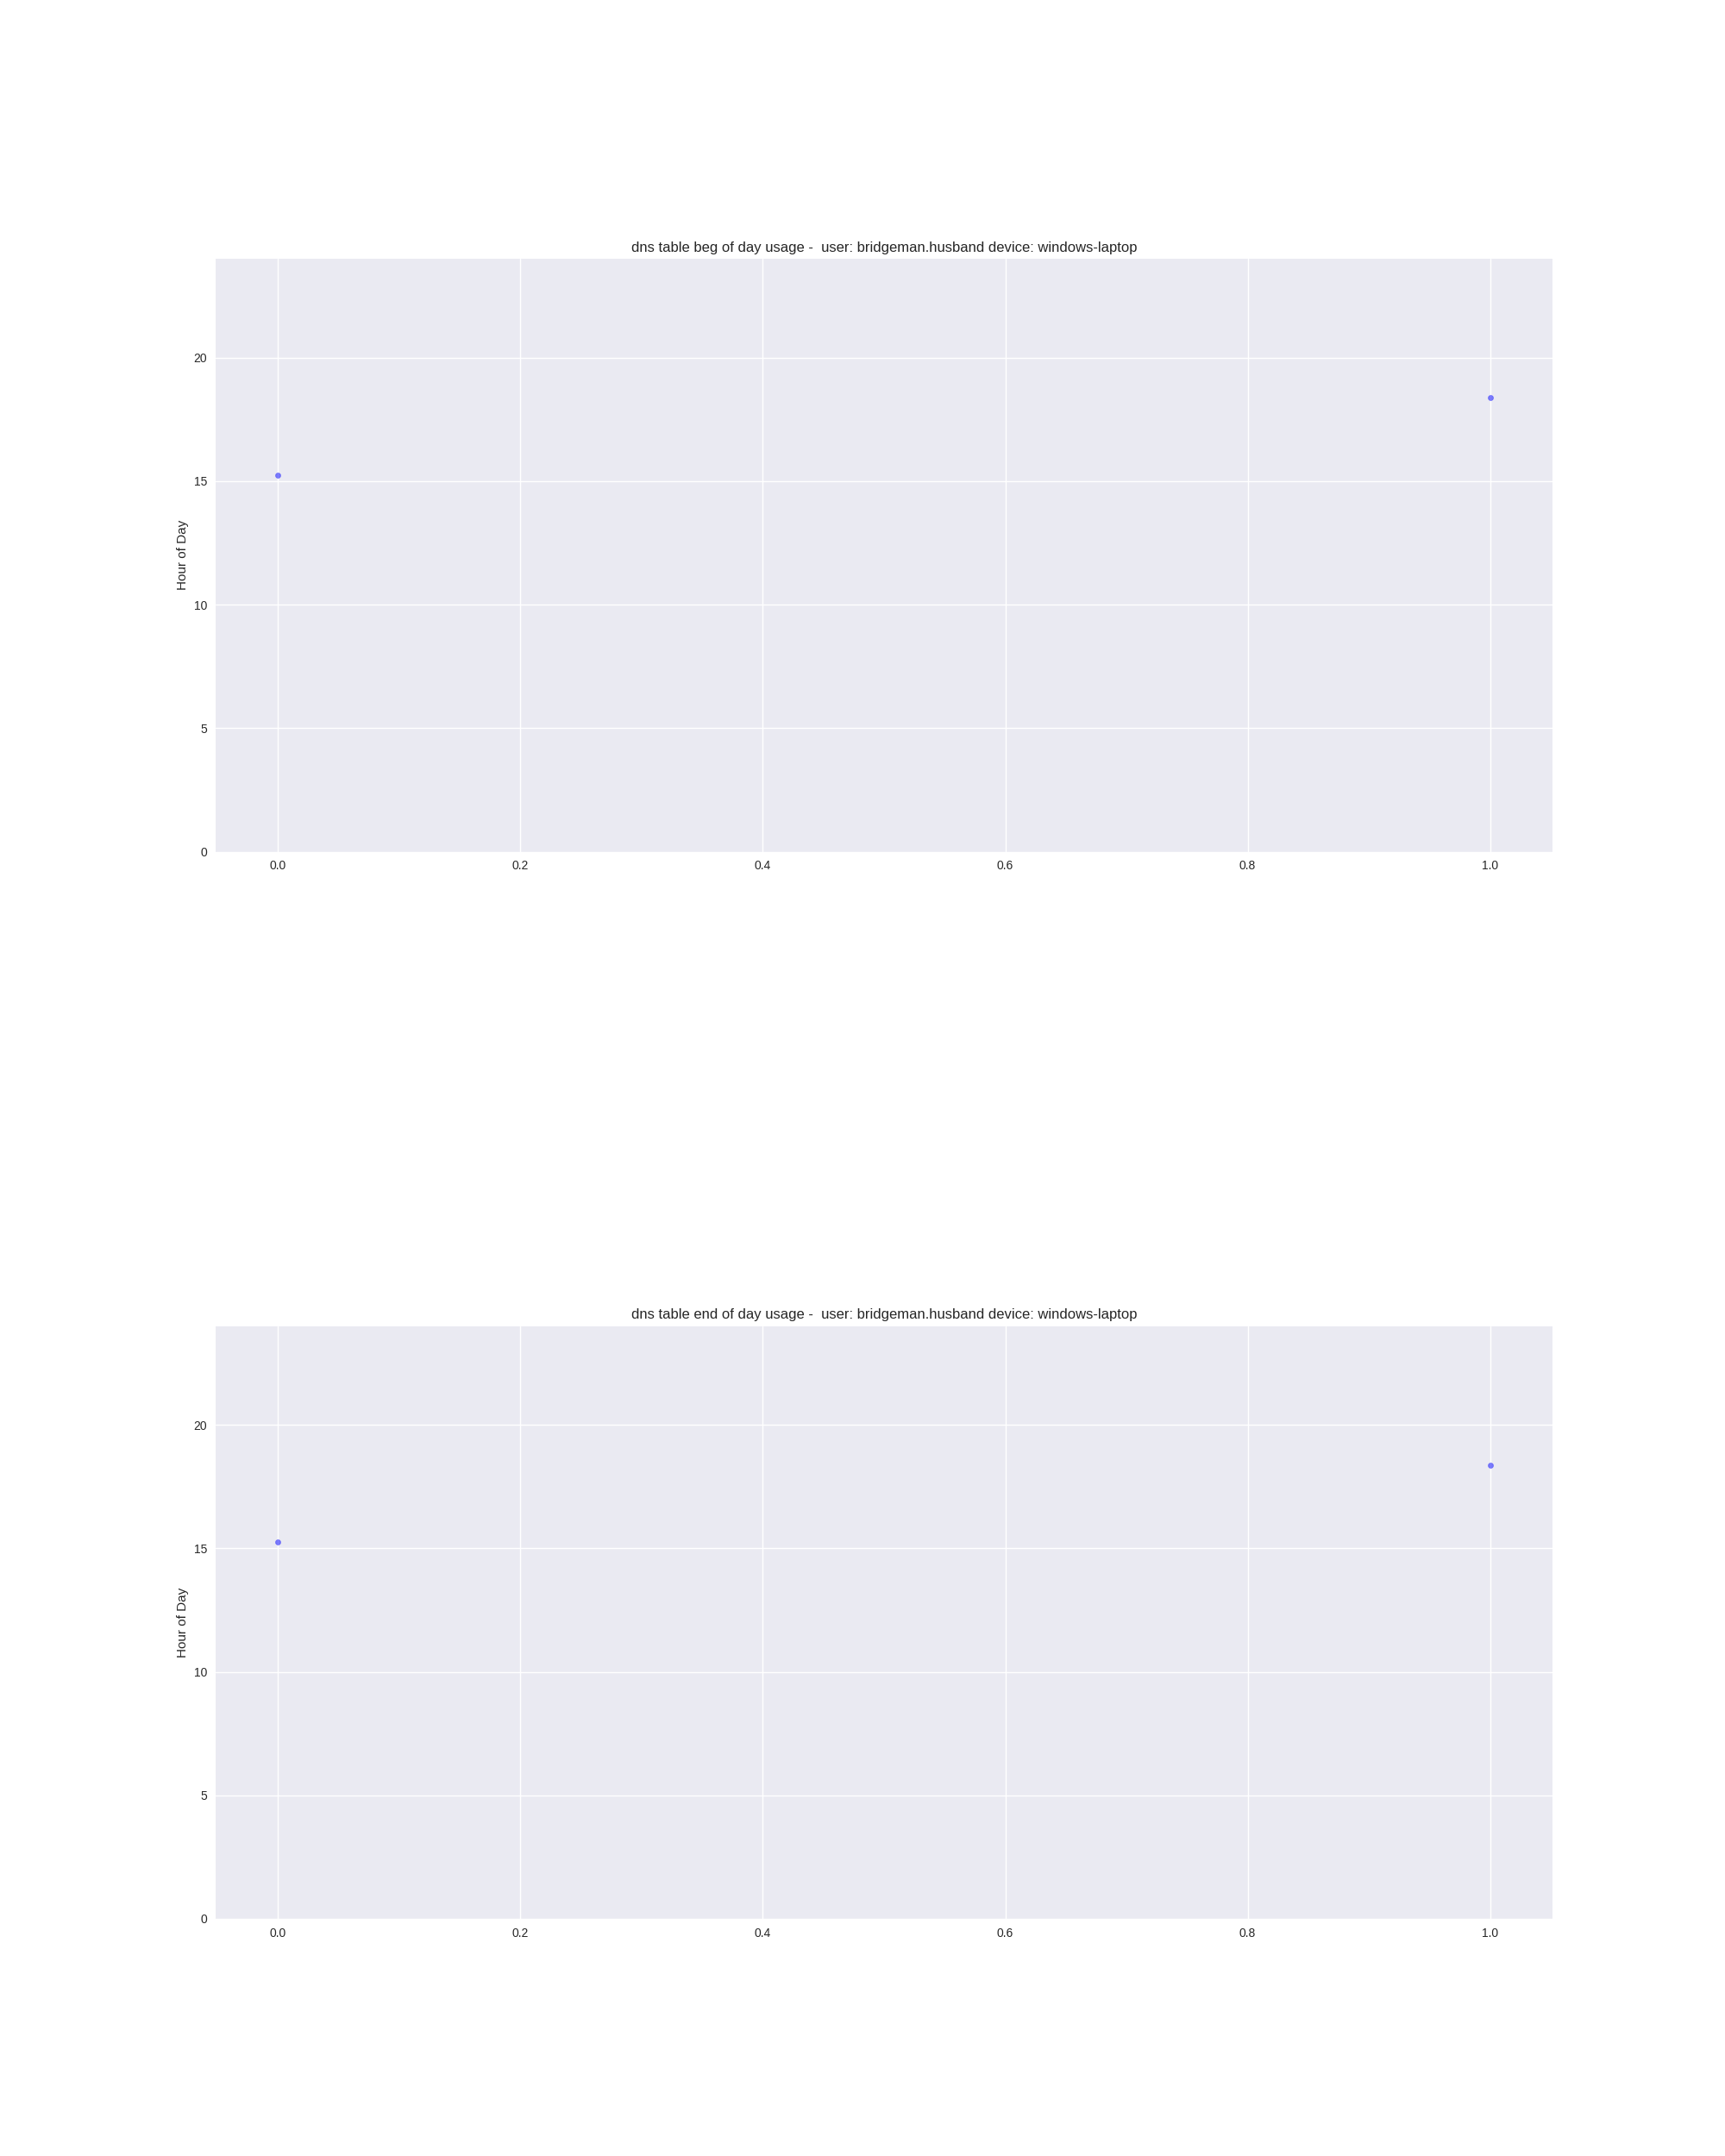 dns table beg of day usage -  user: bridgeman.husband device: windows-laptop
20
15
Hour of Day
10
5
0
0.0 0.2 0.4 0.6 0.8 1.0
dns table end of day usage -  user: bridgeman.husband device: windows-laptop
20
15
Hour of Day
10
5
0
0.0 0.2 0.4 0.6 0.8 1.0